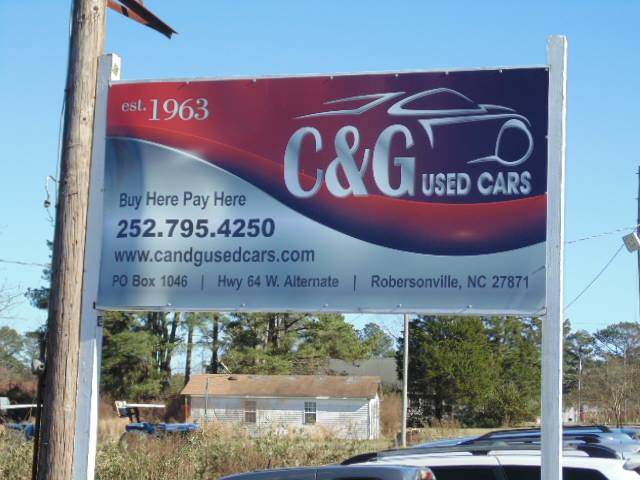 est. 1963
C&G USED CARS
Buy Here Pay Here
252.795.4250
www.candgusedcars.com
PO Box 1046 | Hwy 64 W. Alternate | Robersonville, NC 27871